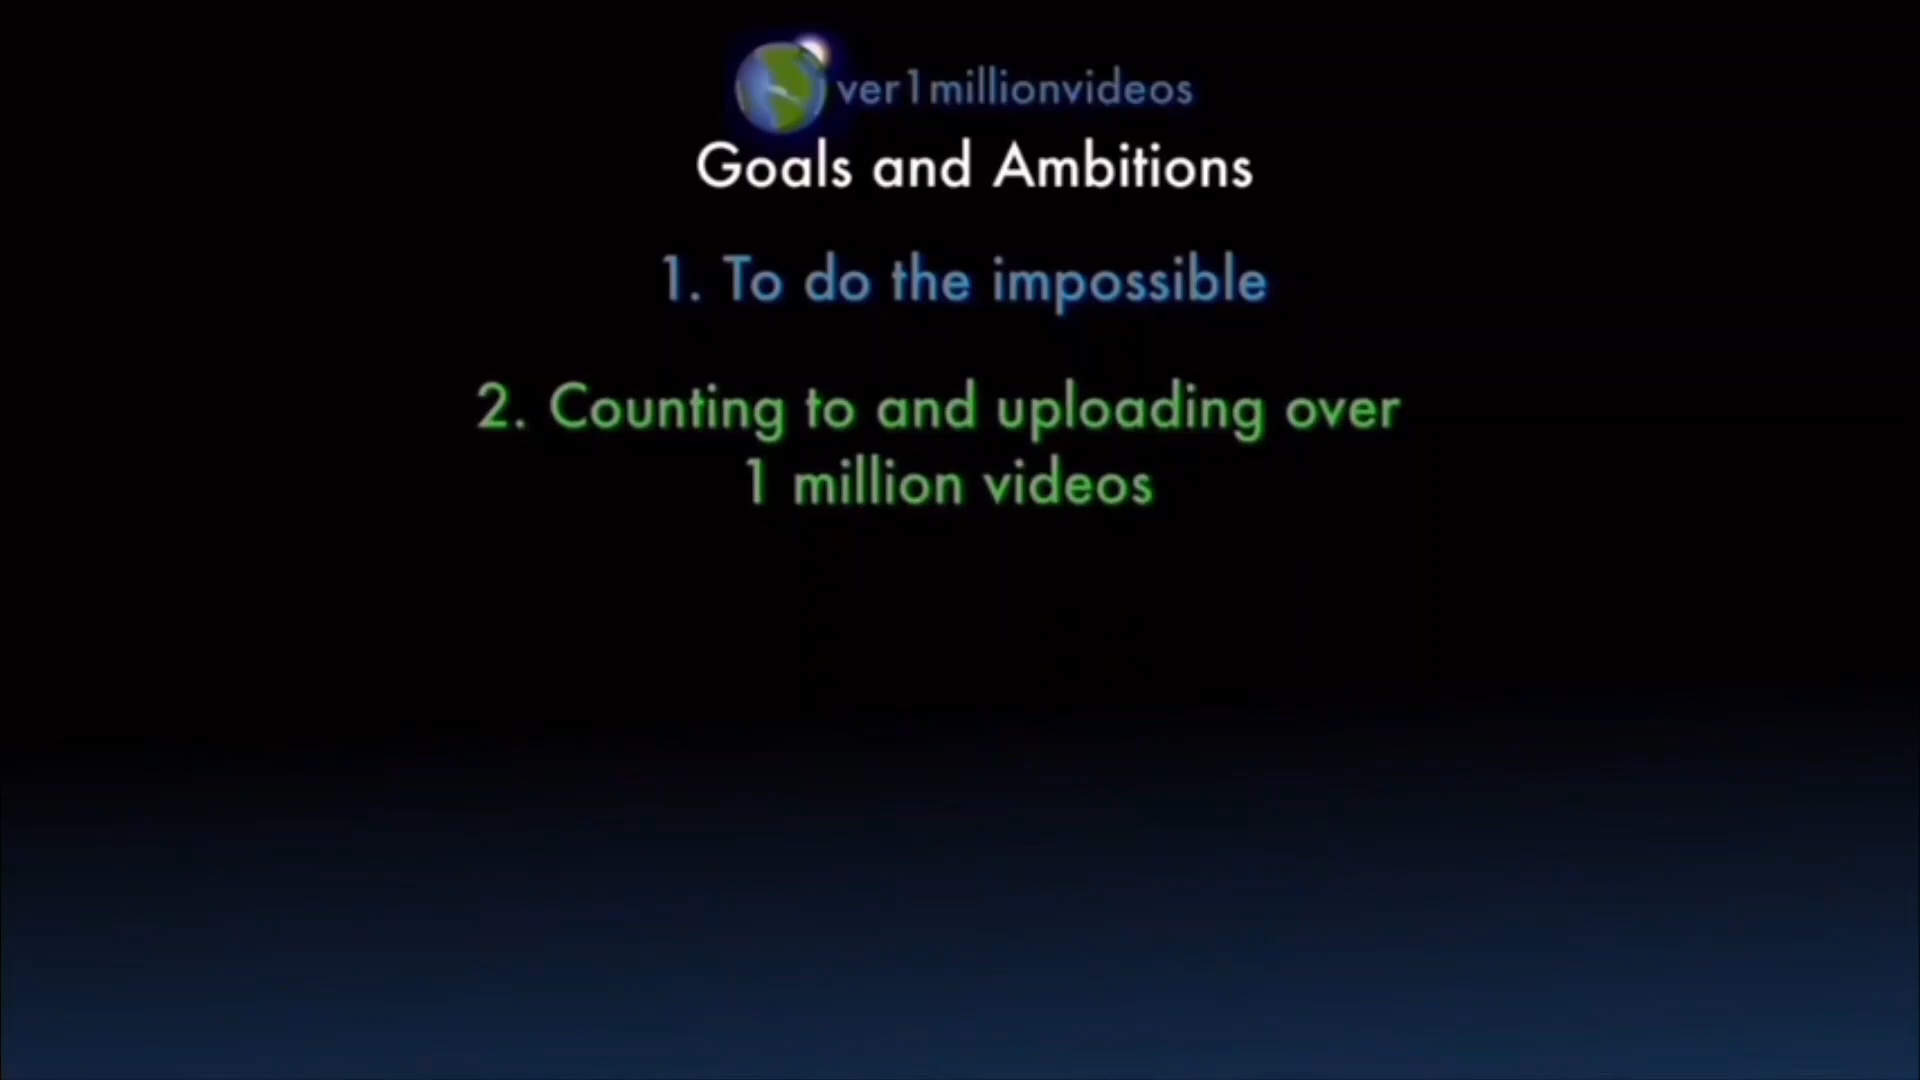 ver1millionvideos
Goals and Ambitions
1. To do the impossible
2. Counting to and uploading over
1 million videos